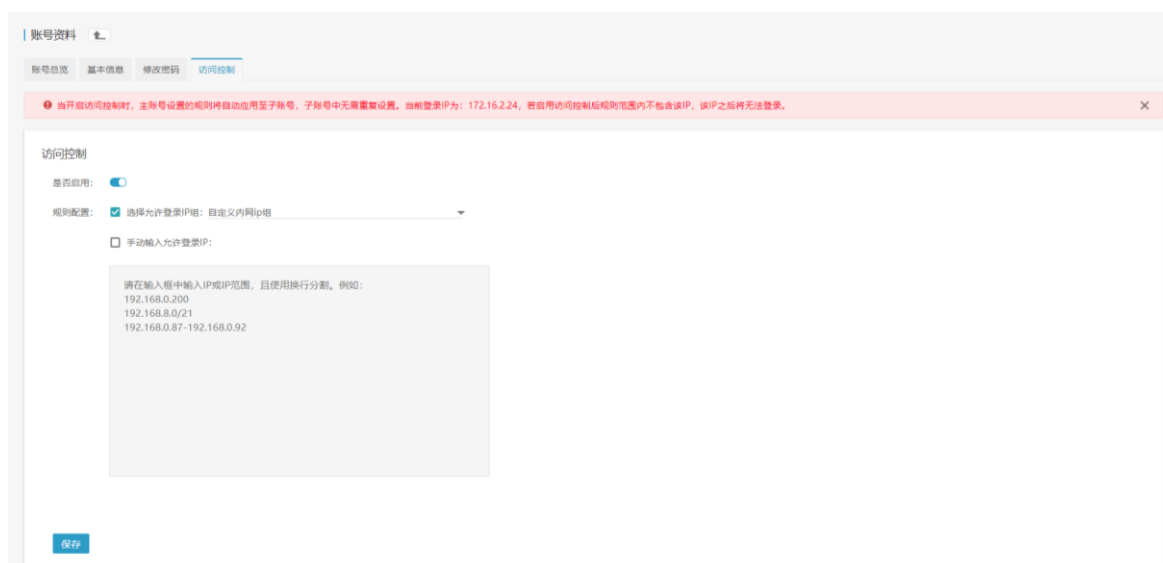 账号资料
账号总览 基本信息 修改密码 访问控制
当开启访问控制时，主账号设置的规则将自动应用至子账号，子账号中无需重复设置。当前登录IP为：172.16.2.24，若启用访问控制后规则范围内不包含该IP，该IP之后将无法登录。
访问控制
是否启用：
规则配置： 选择允许登录IP组：自定义内网ip组
手动输入允许登录IP：
请在输入框中输入IP或IP范围，且使用换行分割。例如：
192.168.0.200
192.168.8.0/21
192.168.0.87-192.168.0.92
保存